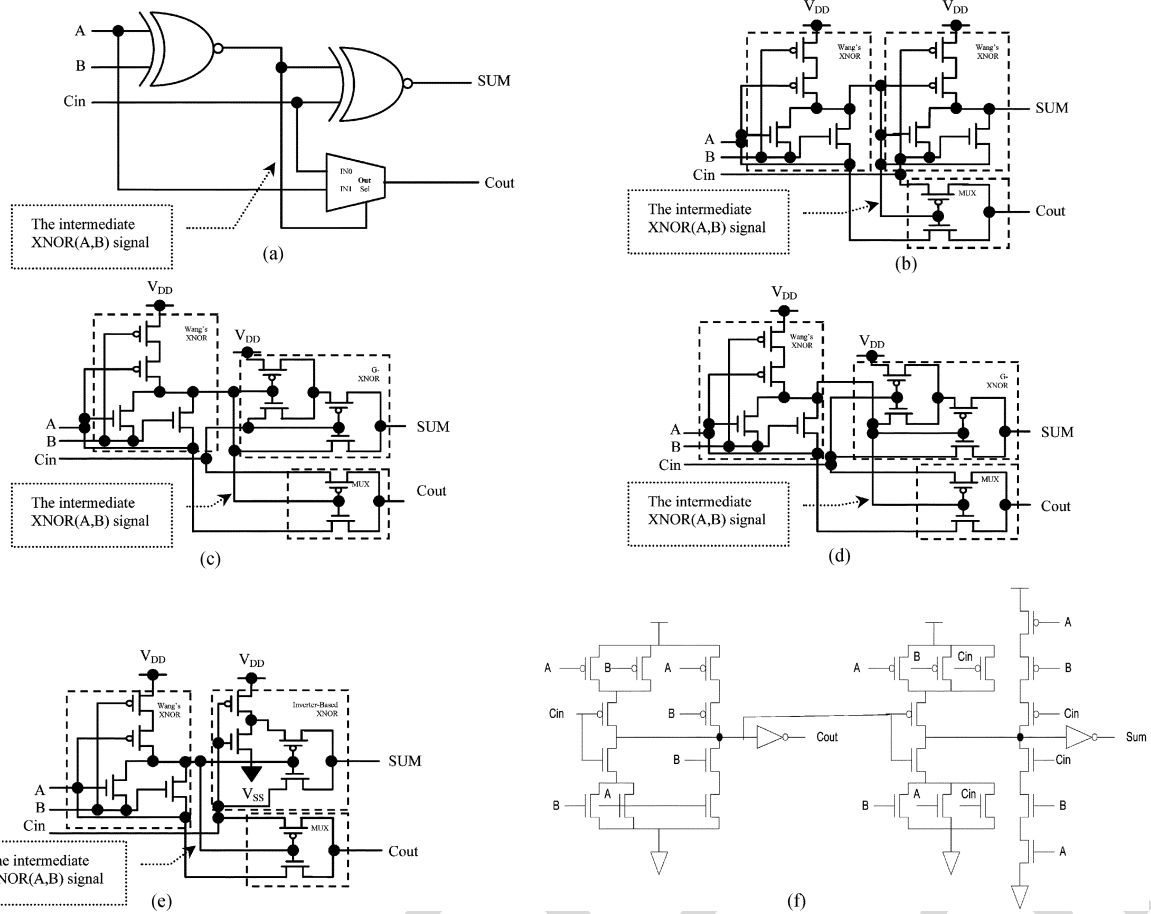 A
B
Cin
SUM
IN0
Out
IN1
Sel
Cout
The intermediate
XNOR(A,B) signal
(a)
VDD
VDD
Wang's
XNOR
Wang's
XNOR
A
B
Cin
SUM
MUX
Cout
The intermediate
XNOR(A,B) signal
(b)
VDD
Wang's
XNOR
VDD
G-
XNOR
A
B
Cin
SUM
MUX
Cout
The intermediate
XNOR(A,B) signal
(c)
VDD
Wang's
XNOR
VDD
G-
XNOR
A
B
Cin
SUM
MUX
Cout
The intermediate
XNOR(A,B) signal
(d)
VDD
VDD
Wang's
XNOR
Inverter-Based
XNOR
A
B
Cin
VSS
SUM
MUX
Cout
he intermediate
NOR(A,B) signal
(e)
A
B
A
Cin
B
Cout
B
B
A
A
B
Cin
A
B
Cin
Sum
Cin
B
A
Cin
B
A
(f)